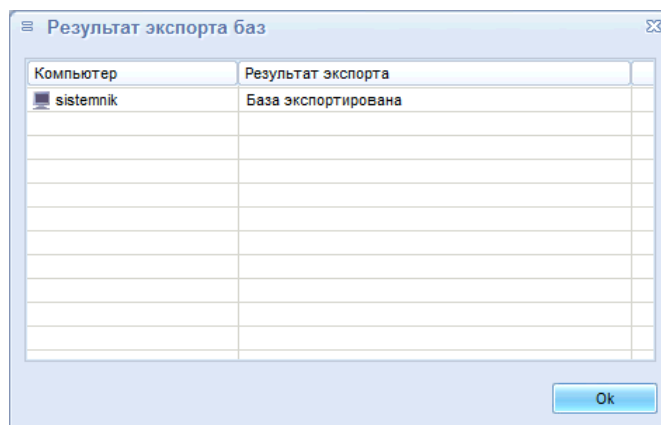 Результат экспорта баз
Компьютер Результат экспорта
sistemnik База экспортирована
Ok